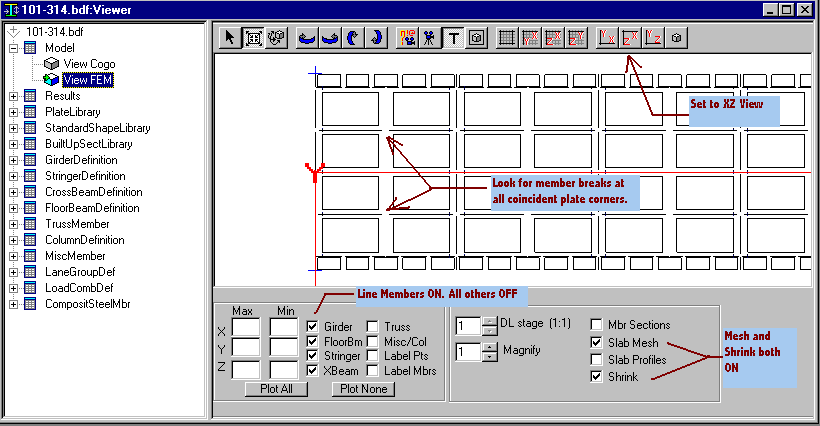 101-314.bdf:Viewer
101-314.bdf
Model
View Cogo
View FEM
Results
PlateLibrary
StandardShapeLibrary
BuiltUpSectLibrary
GirderDefinition
StringerDefinition
CrossBeamDefinition
FloorBeamDefinition
TrussMember
ColumnDefinition
MiscMember
LaneGroupDef
LoadCombDef
CompositSteelMbr
T
Y X
Z X
Y Z
Set to XZ View
Look for member breaks at
all coincident plate corners.
Y
Line Members ON. All others OFF
Max Min
X
Y
Z
Girder
FloorBm
Stringer
XBeam
Truss
Misc/Col
Label Pts
Label Mbrs
Plot All
Plot None
1 DL stage (1:1)
1 Magnify
Mbr Sections
Slab Mesh
Slab Profiles
Shrink
Mesh and
Shrink both
ON